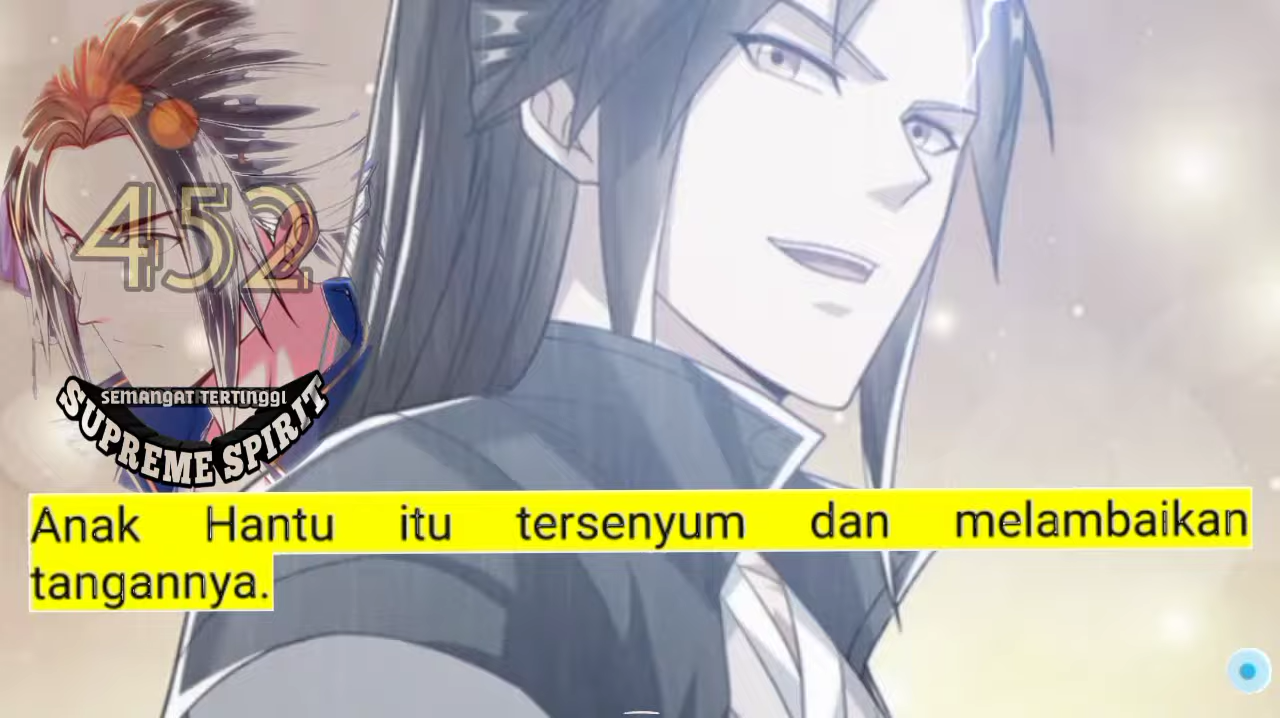 452
SEMANGAT TERTINGGI
SUPREME SPIRIT
Anak Hantu itu tersenyum dan melambaikan
tangannya.